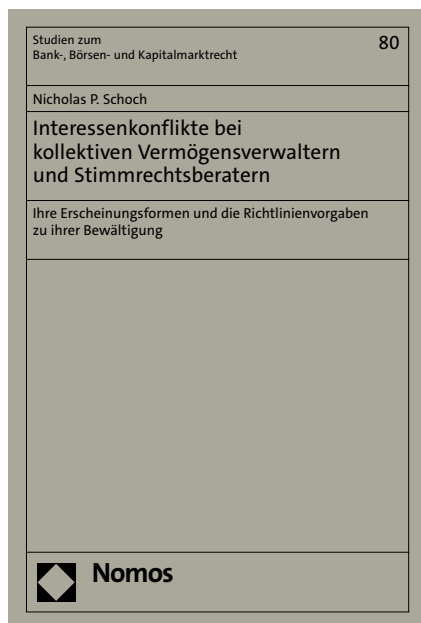 Studien zum
Bank-, Börsen- und Kapitalmarktrecht
80
Nicholas P. Schoch
Interessenkonflikte bei
kollektiven Vermögensverwaltern
und Stimmrechtsberatern
Ihre Erscheinungsformen und die Richtlinienvorgaben
zu ihrer Bewältigung
Nomos